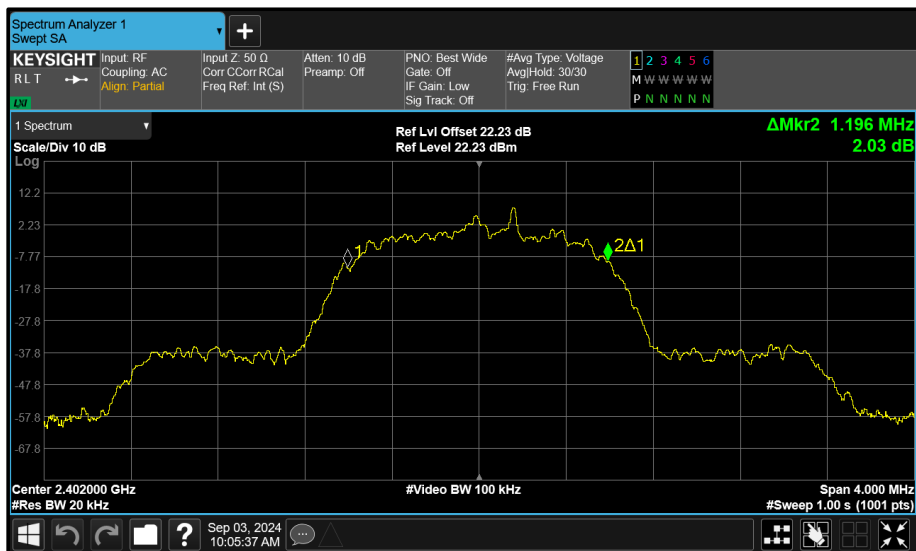 Spectrum Analyzer 1
Swept SA
+
KEYSIGHT
R L T
LXI
Input: RF
Coupling: AC
Align: Partial
Input Z: 50 Ω
Corr CCorr RCal
Freq Ref: Int (S)
Atten: 10 dB
Preamp: Off
PNO: Best Wide
Gate: Off
IF Gain: Low
Sig Track: Off
#Avg Type: Voltage
Avg|Hold: 30/30
Trig: Free Run
1 2 3 4 5 6
M W W W W W
P N N N N N
1 Spectrum
Scale/Div 10 dB
Ref Lvl Offset 22.23 dB
Ref Level 22.23 dBm
ΔMkr2 1.196 MHz
2.03 dB
Log
12.2
2.23
-7.77
-17.8
-27.8
-37.8
-47.8
-57.8
-67.8
1
2Δ1
Center 2.402000 GHz
#Res BW 20 kHz
#Video BW 100 kHz
Span 4.000 MHz
#Sweep 1.00 s (1001 pts)
?
Sep 03, 2024
10:05:37 AM